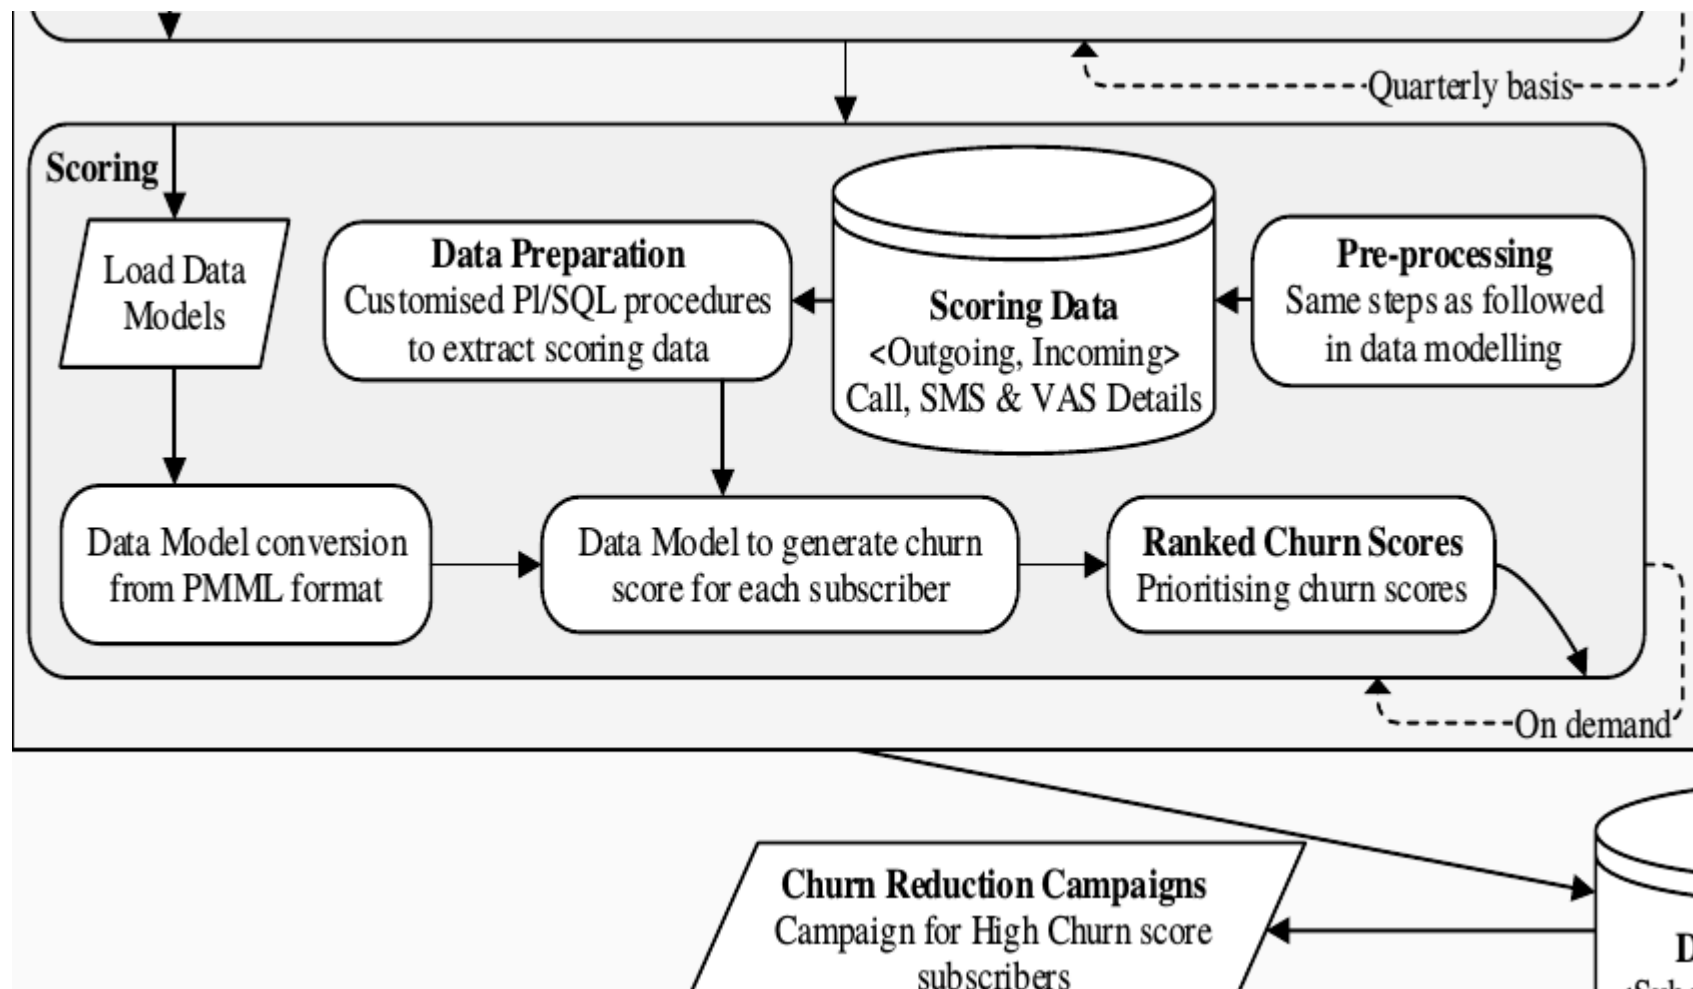 Quarterly basis
Scoring
Load Data
Models
Data Preparation
Customised Pl/SQL procedures
to extract scoring data
Scoring Data
<Outgoing, Incoming>
Call, SMS & VAS Details
Pre-processing
Same steps as followed
in data modelling
Data Model conversion
from PMML format
Data Model to generate churn
score for each subscriber
Ranked Churn Scores
Prioritising churn scores
On demand
Churn Reduction Campaigns
Campaign for High Churn score
subscribers